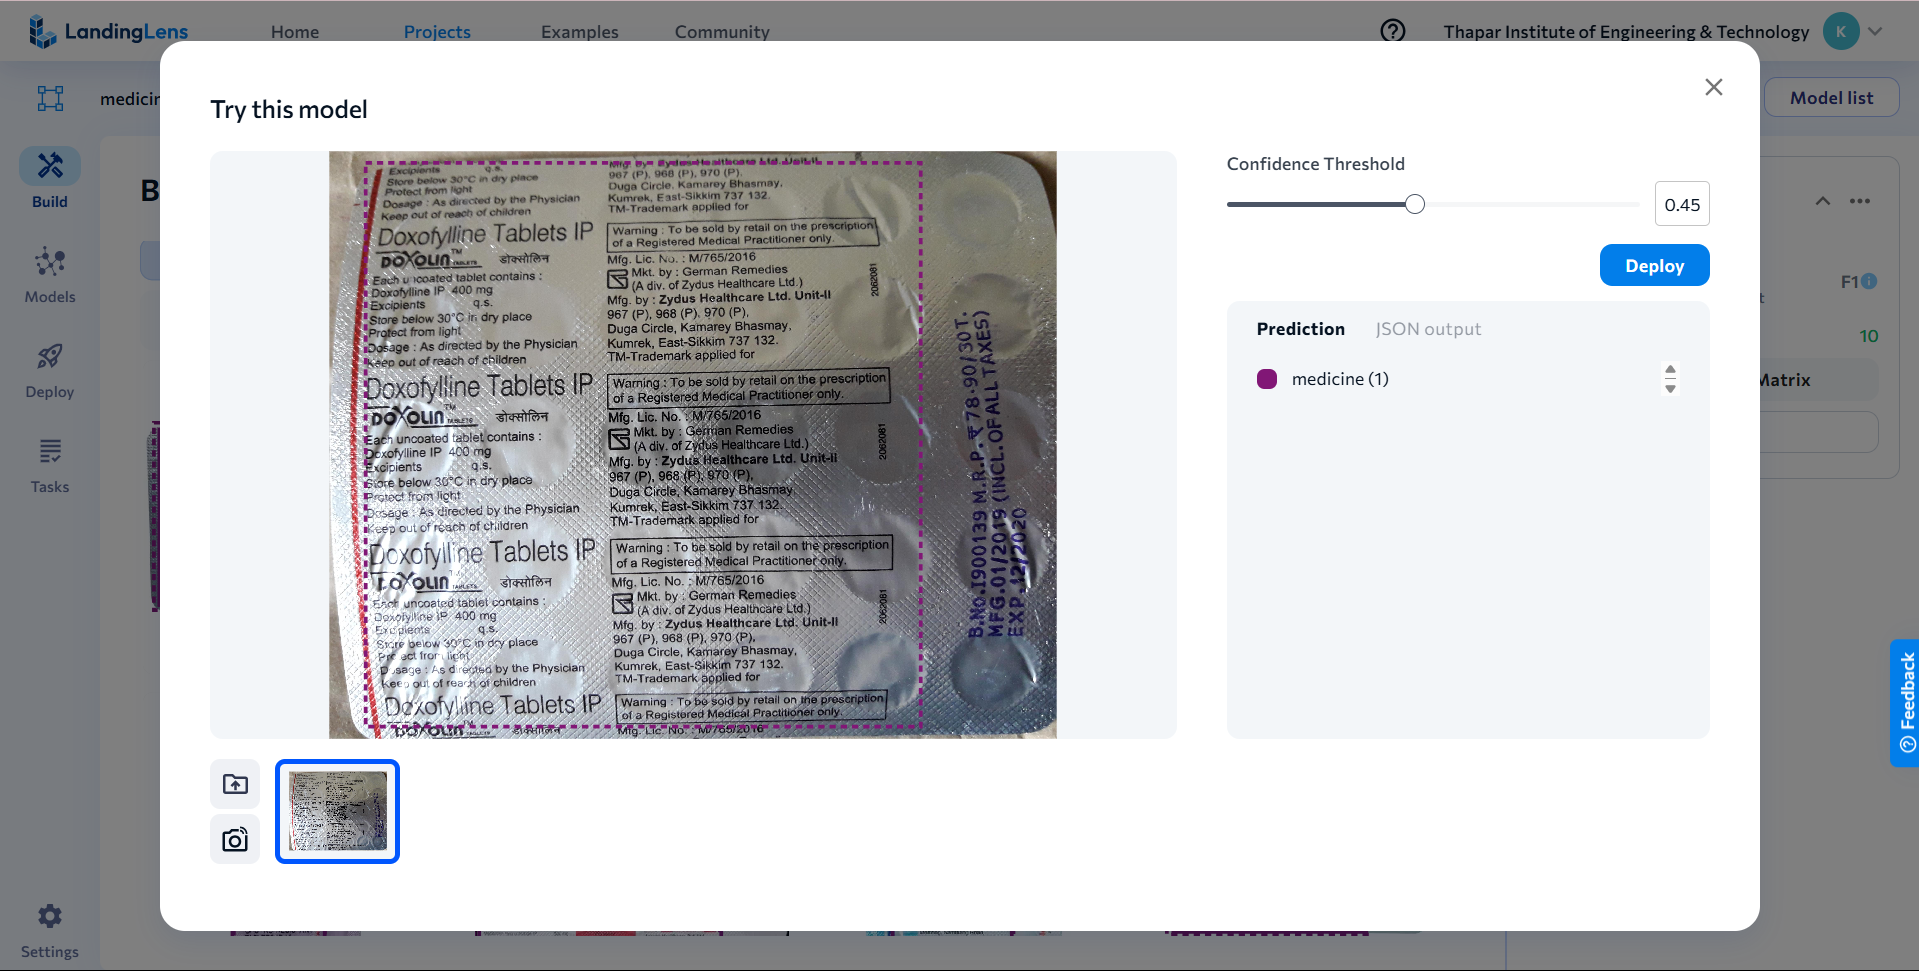 LandingLens
Home
Projects
Examples
Community
Thapar Institute of Engineering & Technology
K
Model list
Build
Models
Deploy
Tasks
Settings
B
F1
10
Matrix
Feedback
Try this model
Excipients q.s.
Store below 30°C in dry place
Protect from light
Dosage : As directed by the Physician
Keep out of reach of children
Doxofylline Tablets IP
DOXOLIN TM TABLETS डोक्सोलिन
Each uncoated tablet contains :
Doxofylline IP 400 mg
Excipients q.s.
Store below 30°C in dry place
Protect from light
Dosage : As directed by the Physician
Keep out of reach of children
Doxofylline Tablets IP
DOXOLIN TM TABLETS डोक्सोलिन
Each uncoated tablet contains :
Doxofylline IP 400 mg
Excipients q.s.
Store below 30°C in dry place
Protect from light
Dosage : As directed by the Physician
Keep out of reach of children
Doxofylline Tablets IP
DOXOLIN TABLETS डोक्सोलिन
Each uncoated tablet contains :
Doxofylline IP 400 mg
Excipients q.s.
Store below 30°C in dry place
Protect from light
Dosage : As directed by the Physician
Keep out of reach of children
Doxofylline Tablets IP
DOXOLIN TM डोक्सोलिन
Mfg. by : Zydus Healthcare Ltd. Unit-II
967 (P), 968 (P), 970 (P),
Duga Circle, Kamarey Bhasmay,
Kumrek, East-Sikkim 737 132.
TM-Trademark applied for
Warning : To be sold by retail on the prescription
of a Registered Medical Practitioner only.
Mfg. Lic. No. : M/765/2016
Mkt. by : German Remedies
(A div. of Zydus Healthcare Ltd.)
Mfg. by : Zydus Healthcare Ltd. Unit-II
967 (P), 968 (P), 970 (P),
Duga Circle, Kamarey Bhasmay,
Kumrek, East-Sikkim 737 132.
TM-Trademark applied for
2062081
Warning : To be sold by retail on the prescription
of a Registered Medical Practitioner only.
Mfg. Lic. No. : M/765/2016
Mkt. by : German Remedies
(A div. of Zydus Healthcare Ltd.)
Mfg. by : Zydus Healthcare Ltd. Unit-II
967 (P), 968 (P), 970 (P),
Duga Circle, Kamarey Bhasmay,
Kumrek, East-Sikkim 737 132.
TM-Trademark applied for
2062081
Warning : To be sold by retail on the prescription
of a Registered Medical Practitioner only.
Mfg. Lic. No. : M/765/2016
Mkt. by : German Remedies
(A div. of Zydus Healthcare Ltd.)
Mfg. by : Zydus Healthcare Ltd. Unit-II
967 (P), 968 (P), 970 (P),
Duga Circle, Kamarey Bhasmay,
Kumrek, East-Sikkim 737 132.
TM-Trademark applied for
2062081
Warning : To be sold by retail on the prescription
of a Registered Medical Practitioner only.
Mfg. Lic. No. : M/765/2016
B.No.I900139 M.R.P. ₹ 78.90/30T.
MFG.01/2019 (INCL.OF ALL TAXES)
EXP.12/2020
Confidence Threshold
0.45
Deploy
Prediction
JSON output
medicine (1)